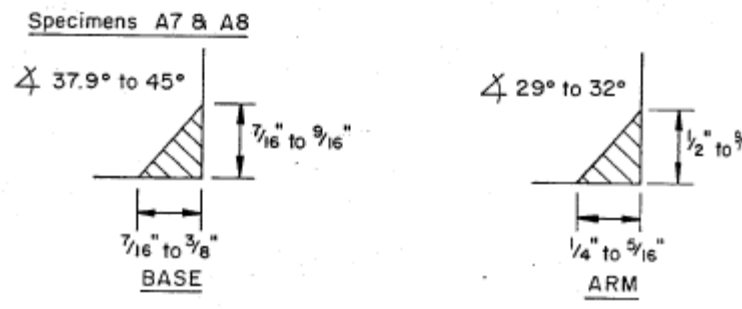 Specimens A7 & A8
∡ 37.9° to 45°
7/16" to 9/16"
7/16" to 3/8"
BASE
∡ 29° to 32°
1/2" to
1/4" to 5/16"
ARM